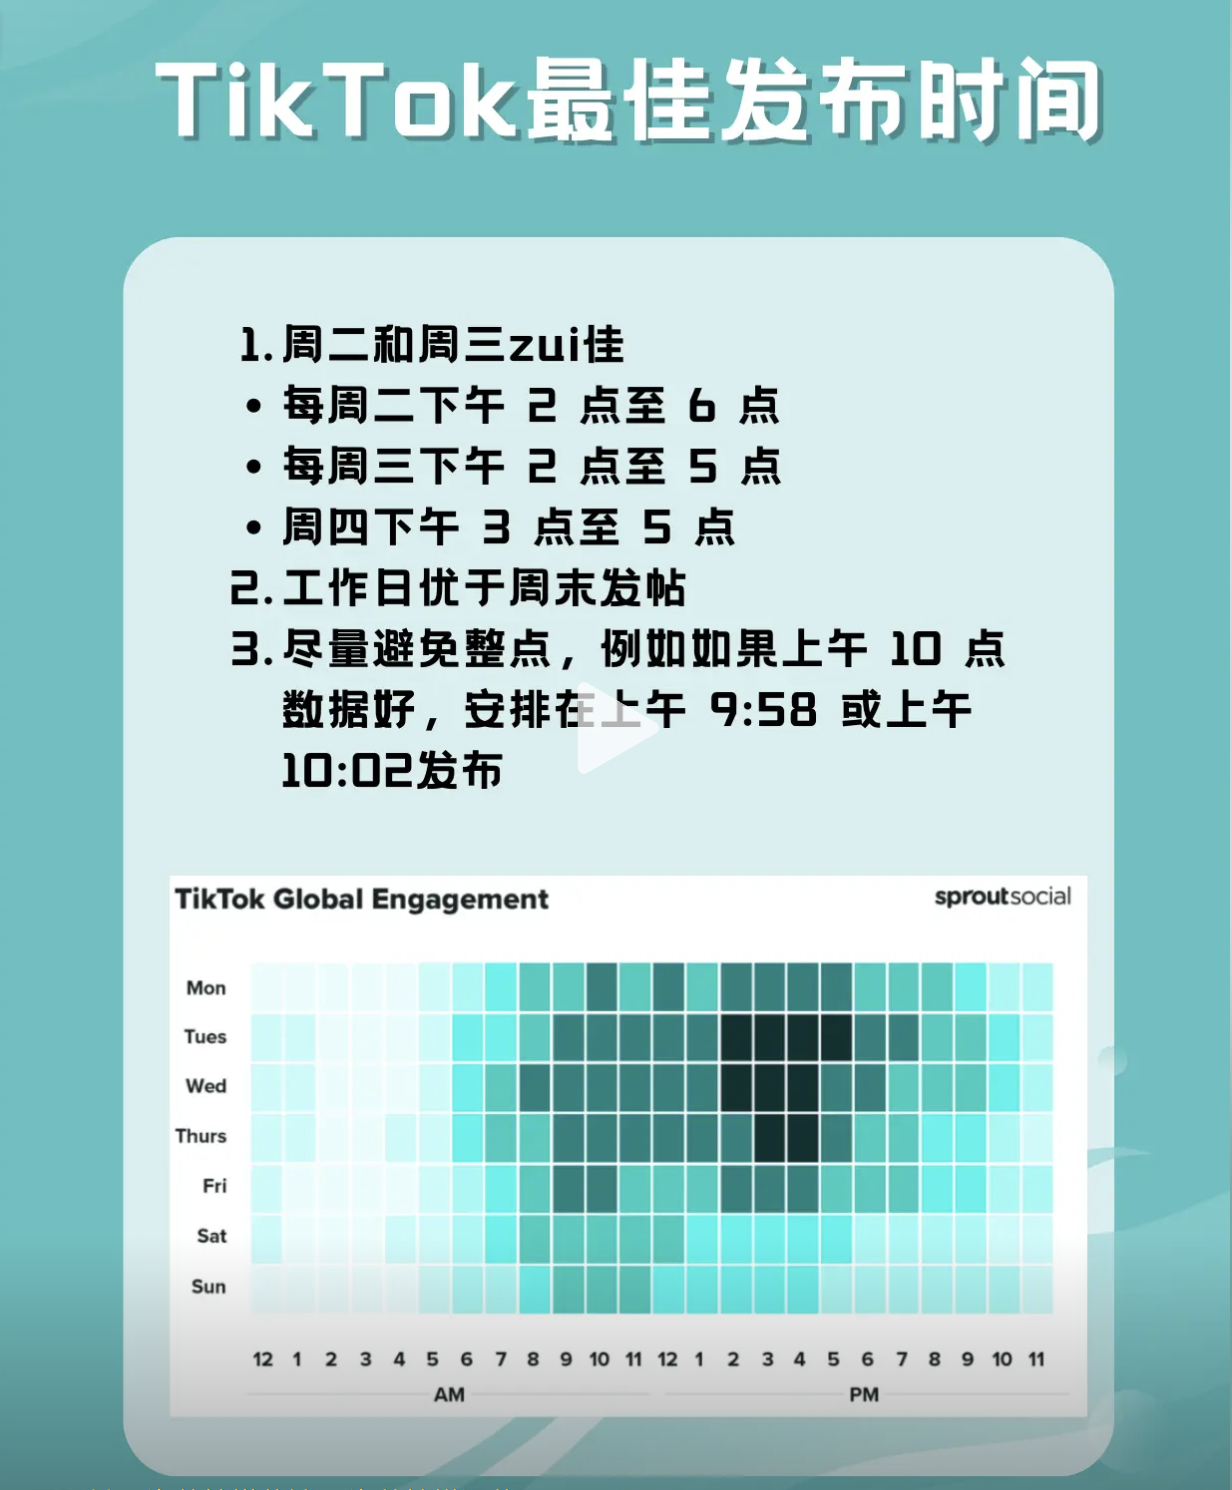 TikTok最佳发布时间
1. 周二和周三zui佳
• 每周二下午 2 点至 6 点
• 每周三下午 2 点至 5 点
• 周四下午 3 点至 5 点
2. 工作日优于周末发帖
3. 尽量避免整点，例如如果上午 10 点
数据好，安排在上午 9:58 或上午
10:02发布
TikTok Global Engagement
sproutsocial
Mon
Tues
Wed
Thurs
Fri
Sat
Sun
12 1 2 3 4 5 6 7 8 9 10 11 12 1 2 3 4 5 6 7 8 9 10 11
AM PM